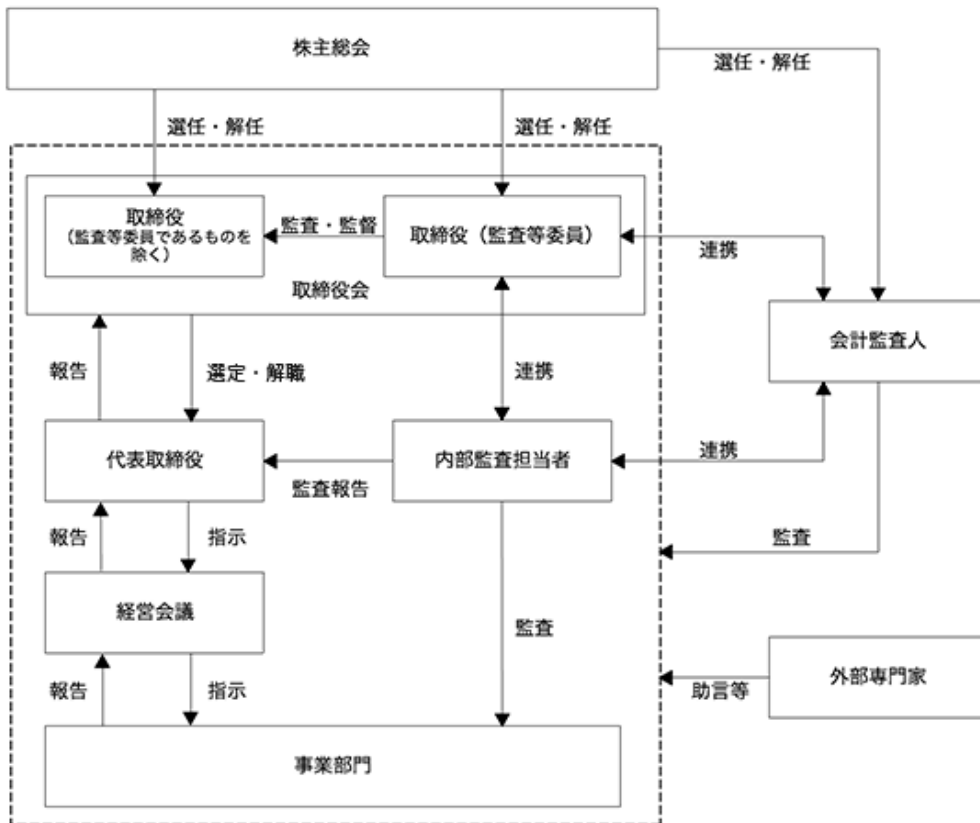 株主総会
選任・解任
選任・解任
選任・解任
取締役
（監査等委員であるものを
除く）
監査・監督
取締役（監査等委員）
連携
取締役会
会計監査人
報告
選定・解職
連携
代表取締役
内部監査担当者
連携
監査報告
報告
指示
監査
経営会議
監査
報告
指示
助言等
外部専門家
事業部門